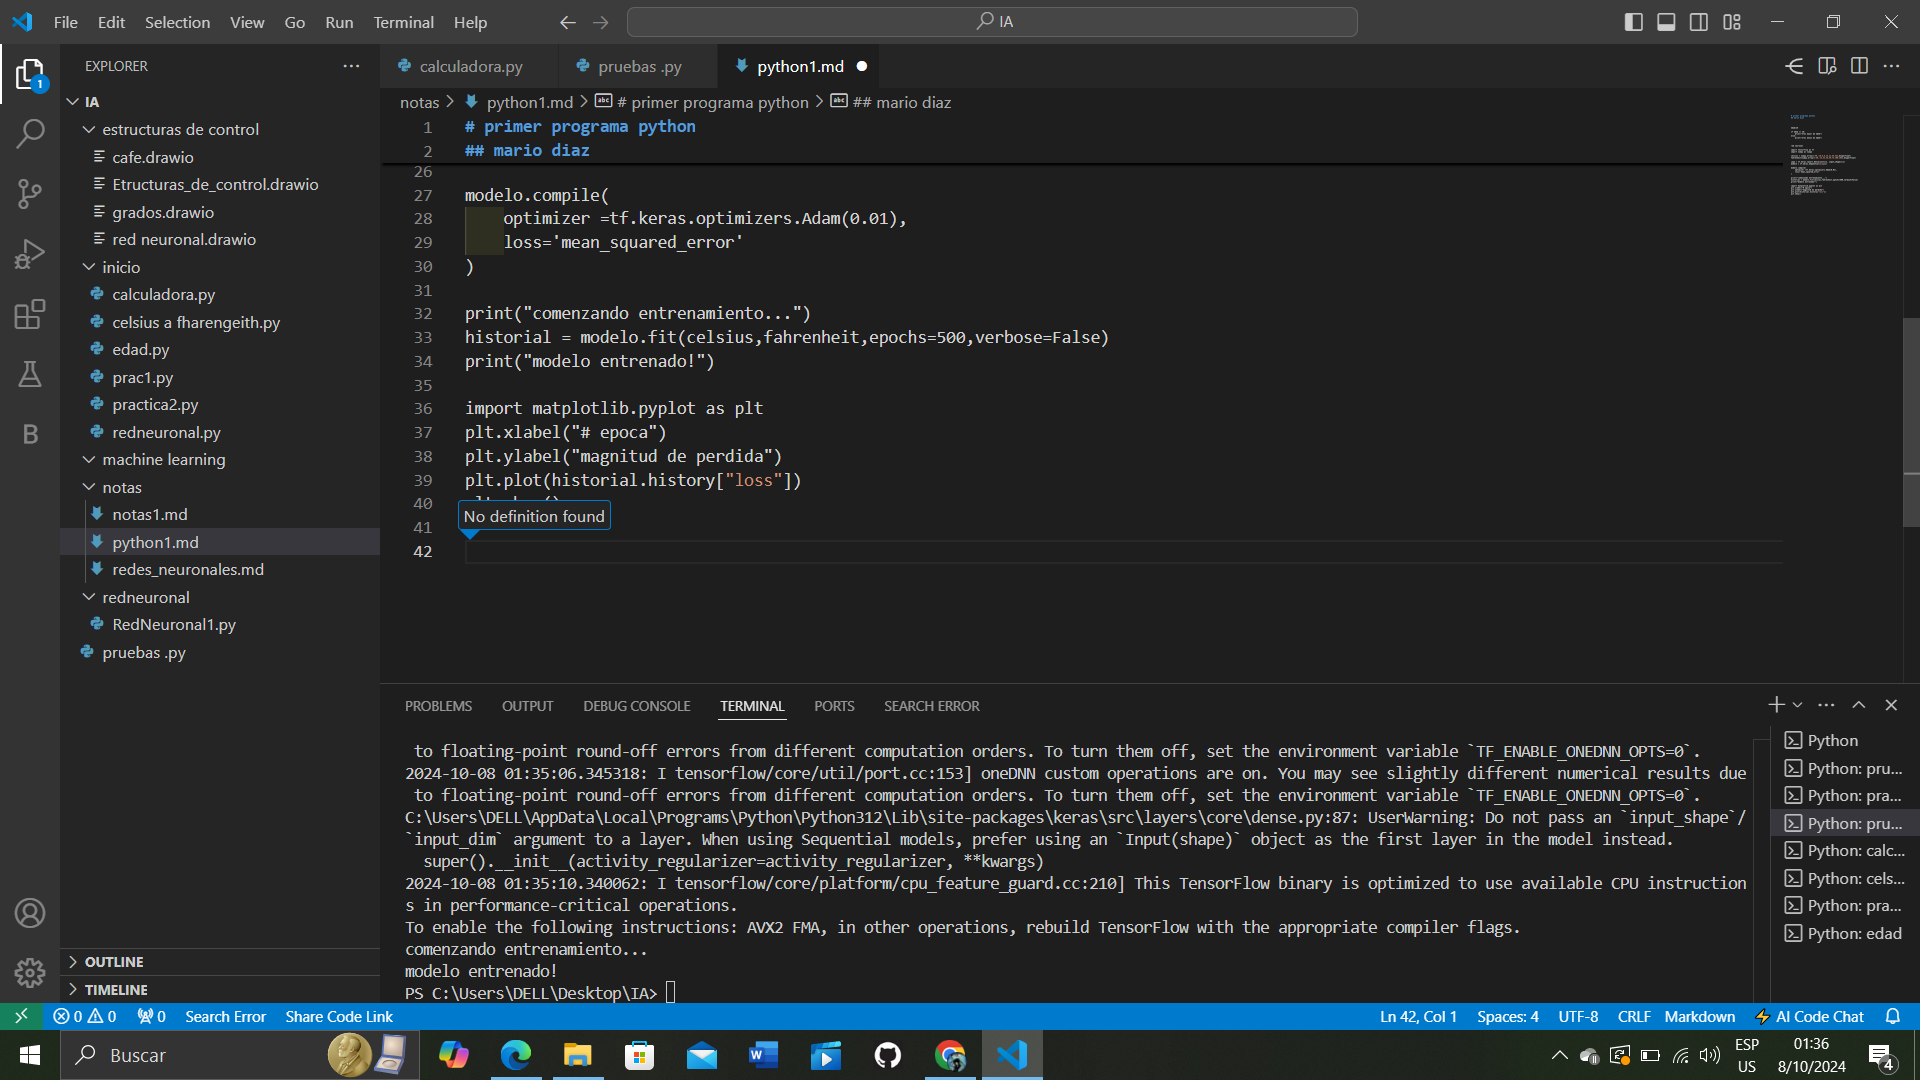 File Edit Selection View Go Run Terminal Help
IA
EXPLORER
calculadora.py
pruebas .py
python1.md
notas > python1.md > # primer programa python > ## mario diaz
IA
estructuras de control
cafe.drawio
Etructuras_de_control.drawio
grados.drawio
red neuronal.drawio
inicio
calculadora.py
celsius a fharengeith.py
edad.py
prac1.py
practica2.py
redneuronal.py
machine learning
notas
notas1.md
python1.md
redes_neuronales.md
redneuronal
RedNeuronal1.py
pruebas .py
OUTLINE
TIMELINE
1 # primer programa python
2 ## mario diaz
26
27 modelo.compile(
28 optimizer =tf.keras.optimizers.Adam(0.01),
29 loss='mean_squared_error'
30 )
31
32 print("comenzando entrenamiento...")
33 historial = modelo.fit(celsius,fahrenheit,epochs=500,verbose=False)
34 print("modelo entrenado!")
35
36 import matplotlib.pyplot as plt
37 plt.xlabel("# epoca")
38 plt.ylabel("magnitud de perdida")
39 plt.plot(historial.history["loss"])
40
No definition found
41
42
PROBLEMS OUTPUT DEBUG CONSOLE TERMINAL PORTS SEARCH ERROR
to floating-point round-off errors from different computation orders. To turn them off, set the environment variable `TF_ENABLE_ONEDNN_OPTS=0`.
2024-10-08 01:35:06.345318: I tensorflow/core/util/port.cc:153] oneDNN custom operations are on. You may see slightly different numerical results due
to floating-point round-off errors from different computation orders. To turn them off, set the environment variable `TF_ENABLE_ONEDNN_OPTS=0`.
C:\Users\DELL\AppData\Local\Programs\Python\Python312\Lib\site-packages\keras\src\layers\core\dense.py:87: UserWarning: Do not pass an `input_shape`/
`input_dim` argument to a layer. When using Sequential models, prefer using an `Input(shape)` object as the first layer in the model instead.
super().__init__(activity_regularizer=activity_regularizer, **kwargs)
2024-10-08 01:35:10.340062: I tensorflow/core/platform/cpu_feature_guard.cc:210] This TensorFlow binary is optimized to use available CPU instruction
s in performance-critical operations.
To enable the following instructions: AVX2 FMA, in other operations, rebuild TensorFlow with the appropriate compiler flags.
comenzando entrenamiento...
modelo entrenado!
PS C:\Users\DELL\Desktop\IA>
Python
Python: pru...
Python: pra...
Python: pru...
Python: calc...
Python: cels...
Python: pra...
Python: edad
0 0 0 Search Error Share Code Link
Ln 42, Col 1 Spaces: 4 UTF-8 CRLF Markdown AI Code Chat
Buscar
ESP
US
01:36
8/10/2024
4